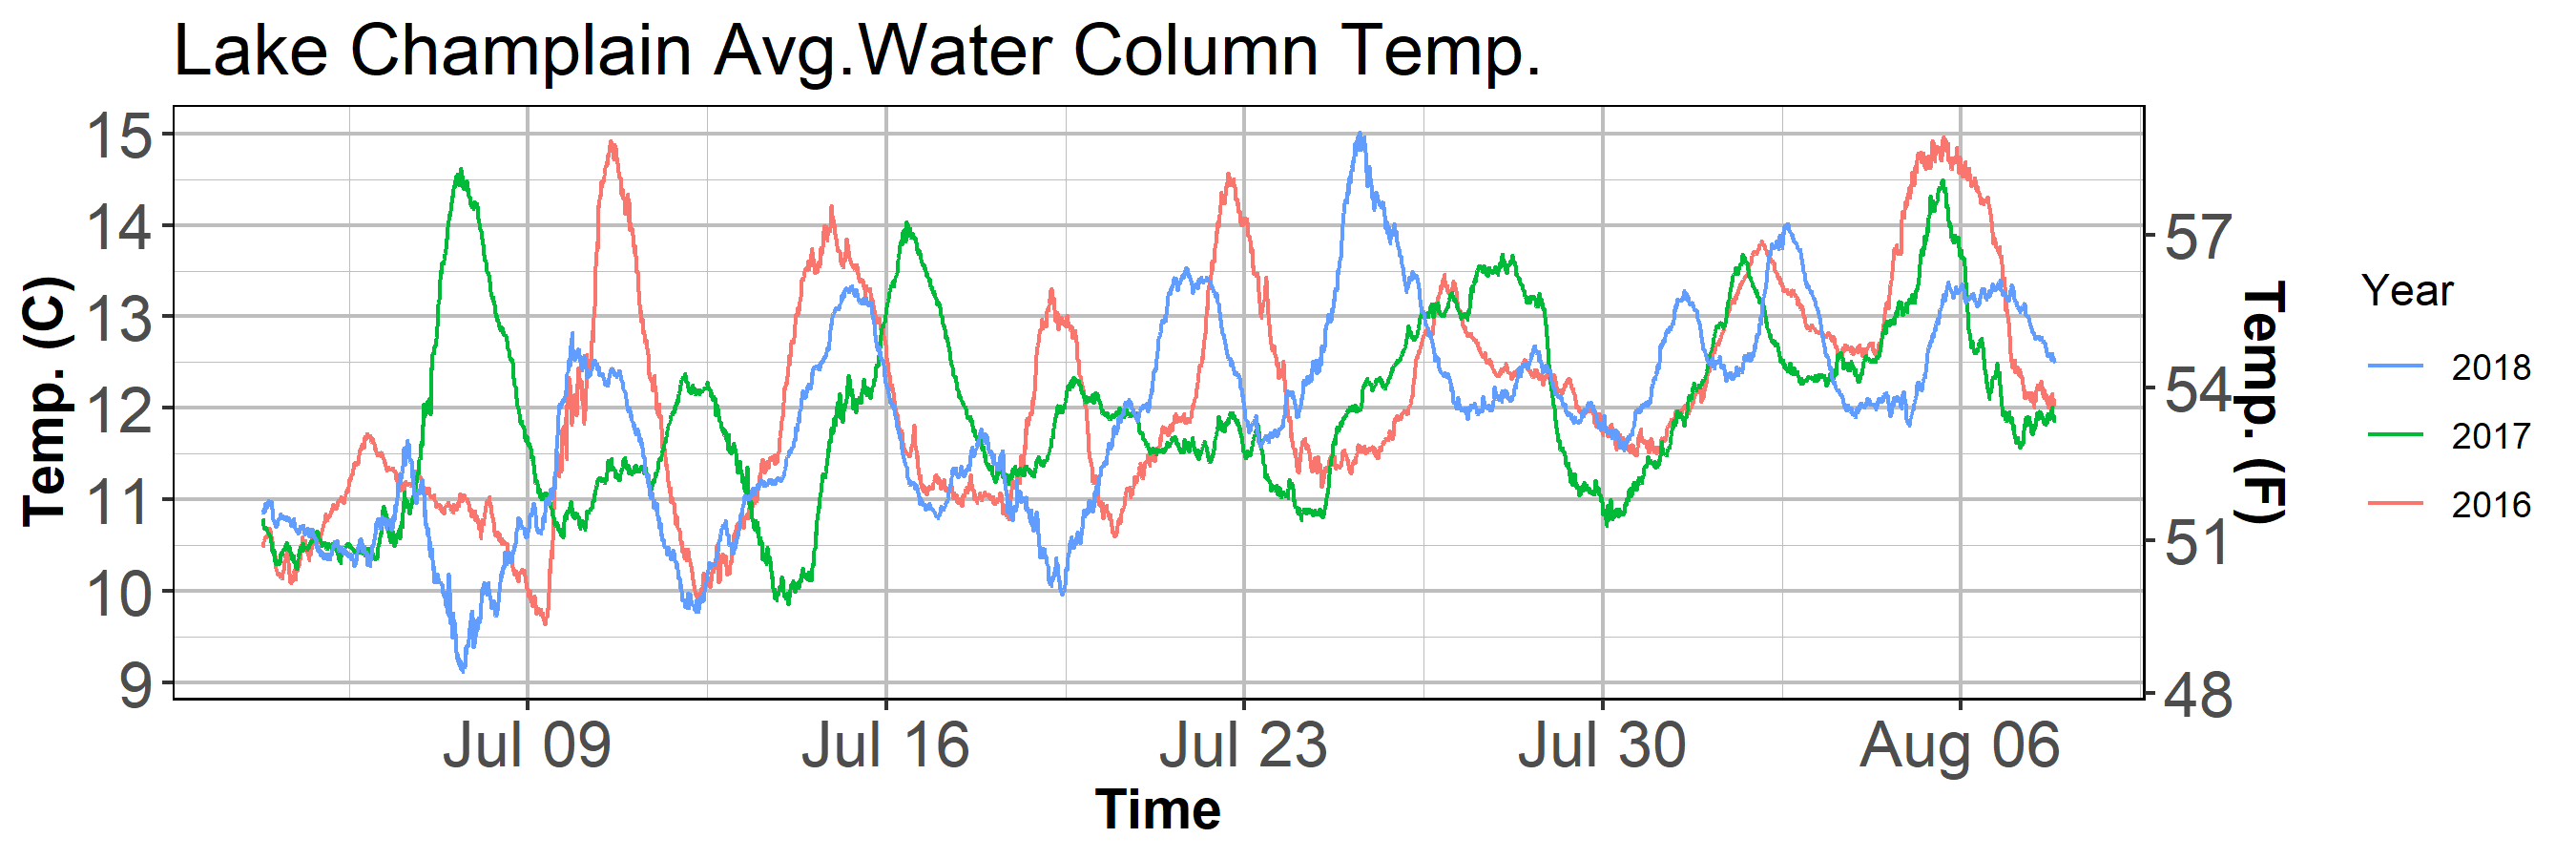 Lake Champlain Avg.Water Column Temp.
Temp. (C)
15
14
13
12
11
10
9
57
54
51
48
Temp. (F)
Jul 09 Jul 16 Jul 23 Jul 30 Aug 06
Time
Year
2018
2017
2016